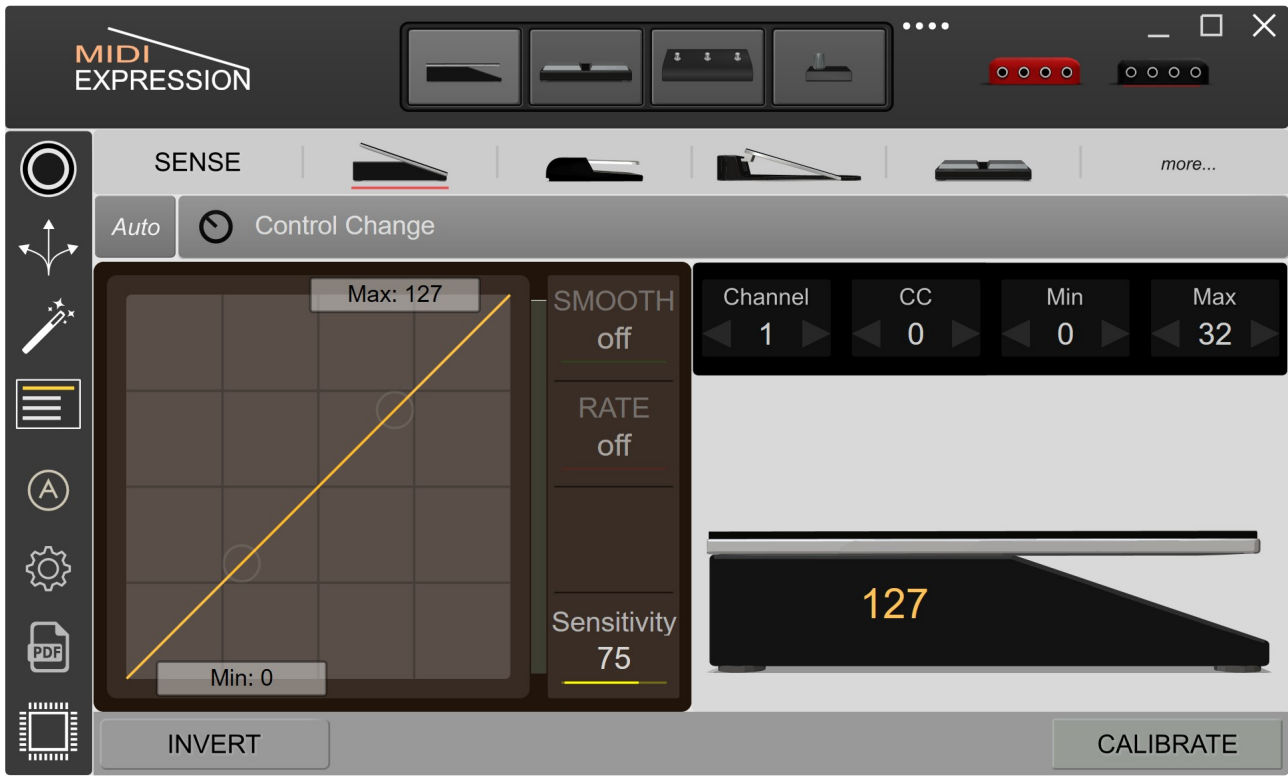 MIDI
EXPRESSION
SENSE
more...
Auto
Control Change
Max: 127
Min: 0
SMOOTH
off
RATE
off
Sensitivity
75
Channel
1
CC
0
Min
0
Max
32
127
A
PDF
INVERT
CALIBRATE